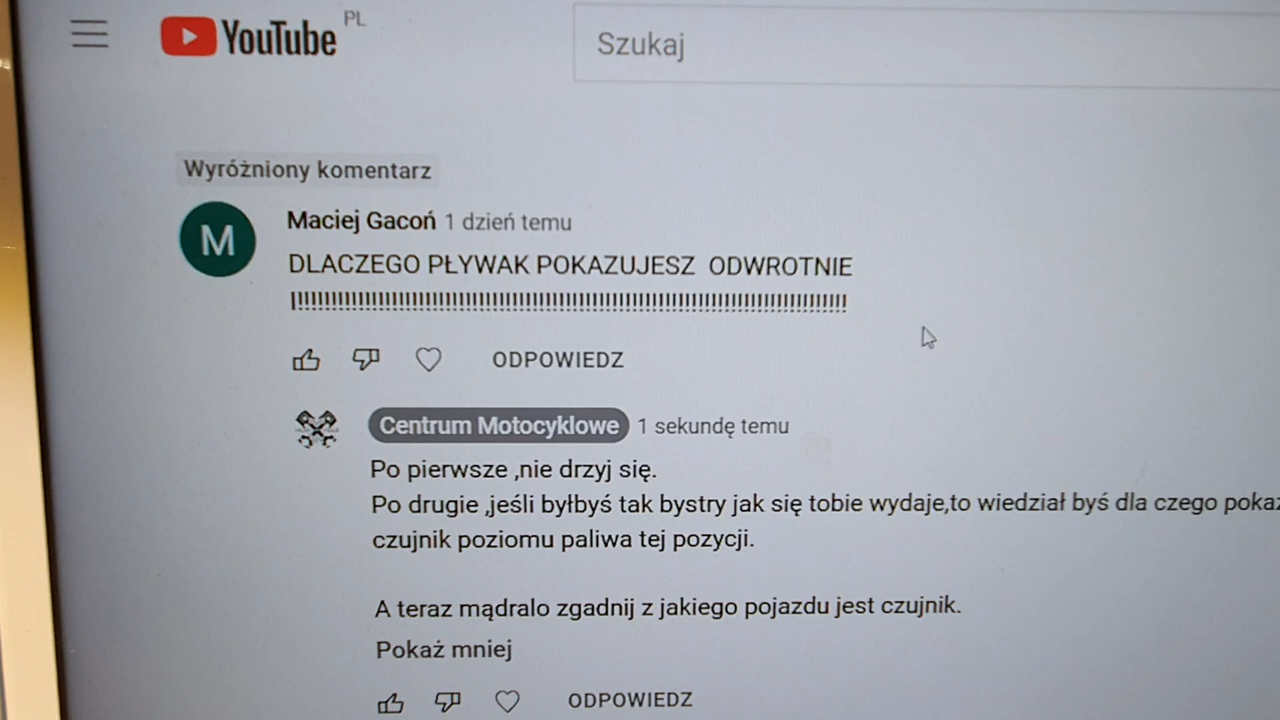 YouTube PL
Szukaj
Wyróżniony komentarz
M
Maciej Gacoń 1 dzień temu
DLACZEGO PŁYWAK POKAZUJESZ ODWROTNIE
!!!!!!!!!!!!!!!!!!!!!!!!!!!!!!!!!!!!!!!!!!!!!!!!!!!!!!!!!!!!!!!!!!!!!!!!!!!!!!!!!!!!
ODPOWIEDZ
Centrum Motocyklowe 1 sekundę temu
Po pierwsze ,nie drzyj się.
Po drugie ,jeśli byłbyś tak bystry jak się tobie wydaje,to wiedział byś dla czego pokaz
czujnik poziomu paliwa tej pozycji.
A teraz mądralo zgadnij z jakiego pojazdu jest czujnik.
Pokaż mniej
ODPOWIEDZ